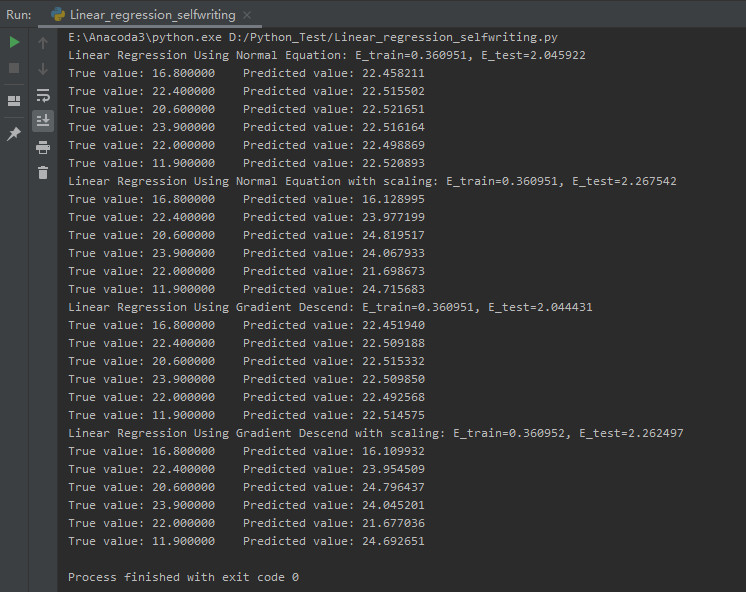 Run: Linear_regression_selfwriting
E:\Anacoda3\python.exe D:/Python_Test/Linear_regression_selfwriting.py
Linear Regression Using Normal Equation: E_train=0.360951, E_test=2.045922
True value: 16.800000    Predicted value: 22.458211
True value: 22.400000    Predicted value: 22.515502
True value: 20.600000    Predicted value: 22.521651
True value: 23.900000    Predicted value: 22.516164
True value: 22.000000    Predicted value: 22.498869
True value: 11.900000    Predicted value: 22.520893
Linear Regression Using Normal Equation with scaling: E_train=0.360951, E_test=2.267542
True value: 16.800000    Predicted value: 16.128995
True value: 22.400000    Predicted value: 23.977199
True value: 20.600000    Predicted value: 24.819517
True value: 23.900000    Predicted value: 24.067933
True value: 22.000000    Predicted value: 21.698673
True value: 11.900000    Predicted value: 24.715683
Linear Regression Using Gradient Descend: E_train=0.360951, E_test=2.044431
True value: 16.800000    Predicted value: 22.451940
True value: 22.400000    Predicted value: 22.509188
True value: 20.600000    Predicted value: 22.515332
True value: 23.900000    Predicted value: 22.509850
True value: 22.000000    Predicted value: 22.492568
True value: 11.900000    Predicted value: 22.514575
Linear Regression Using Gradient Descend with scaling: E_train=0.360952, E_test=2.262497
True value: 16.800000    Predicted value: 16.109932
True value: 22.400000    Predicted value: 23.954509
True value: 20.600000    Predicted value: 24.796437
True value: 23.900000    Predicted value: 24.045201
True value: 22.000000    Predicted value: 21.677036
True value: 11.900000    Predicted value: 24.692651
Process finished with exit code 0